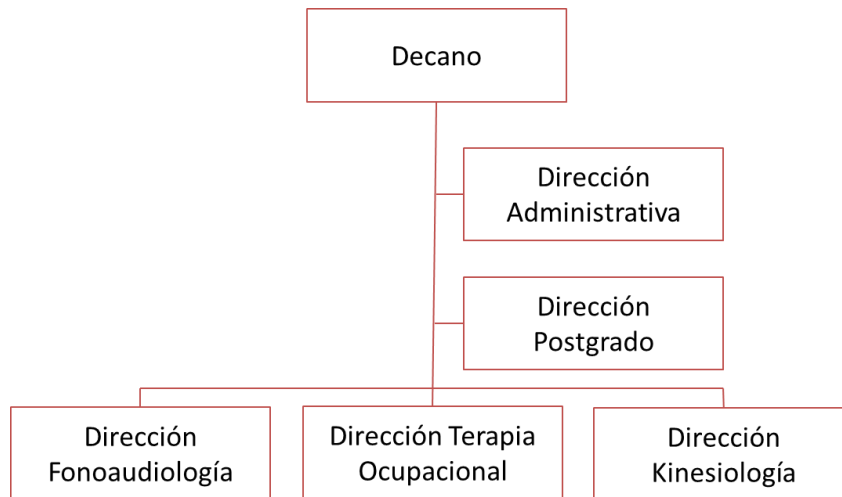 Decano
Dirección
Administrativa
Dirección
Postgrado
Dirección
Fonoaudiología
Dirección Terapia
Ocupacional
Dirección
Kinesiología